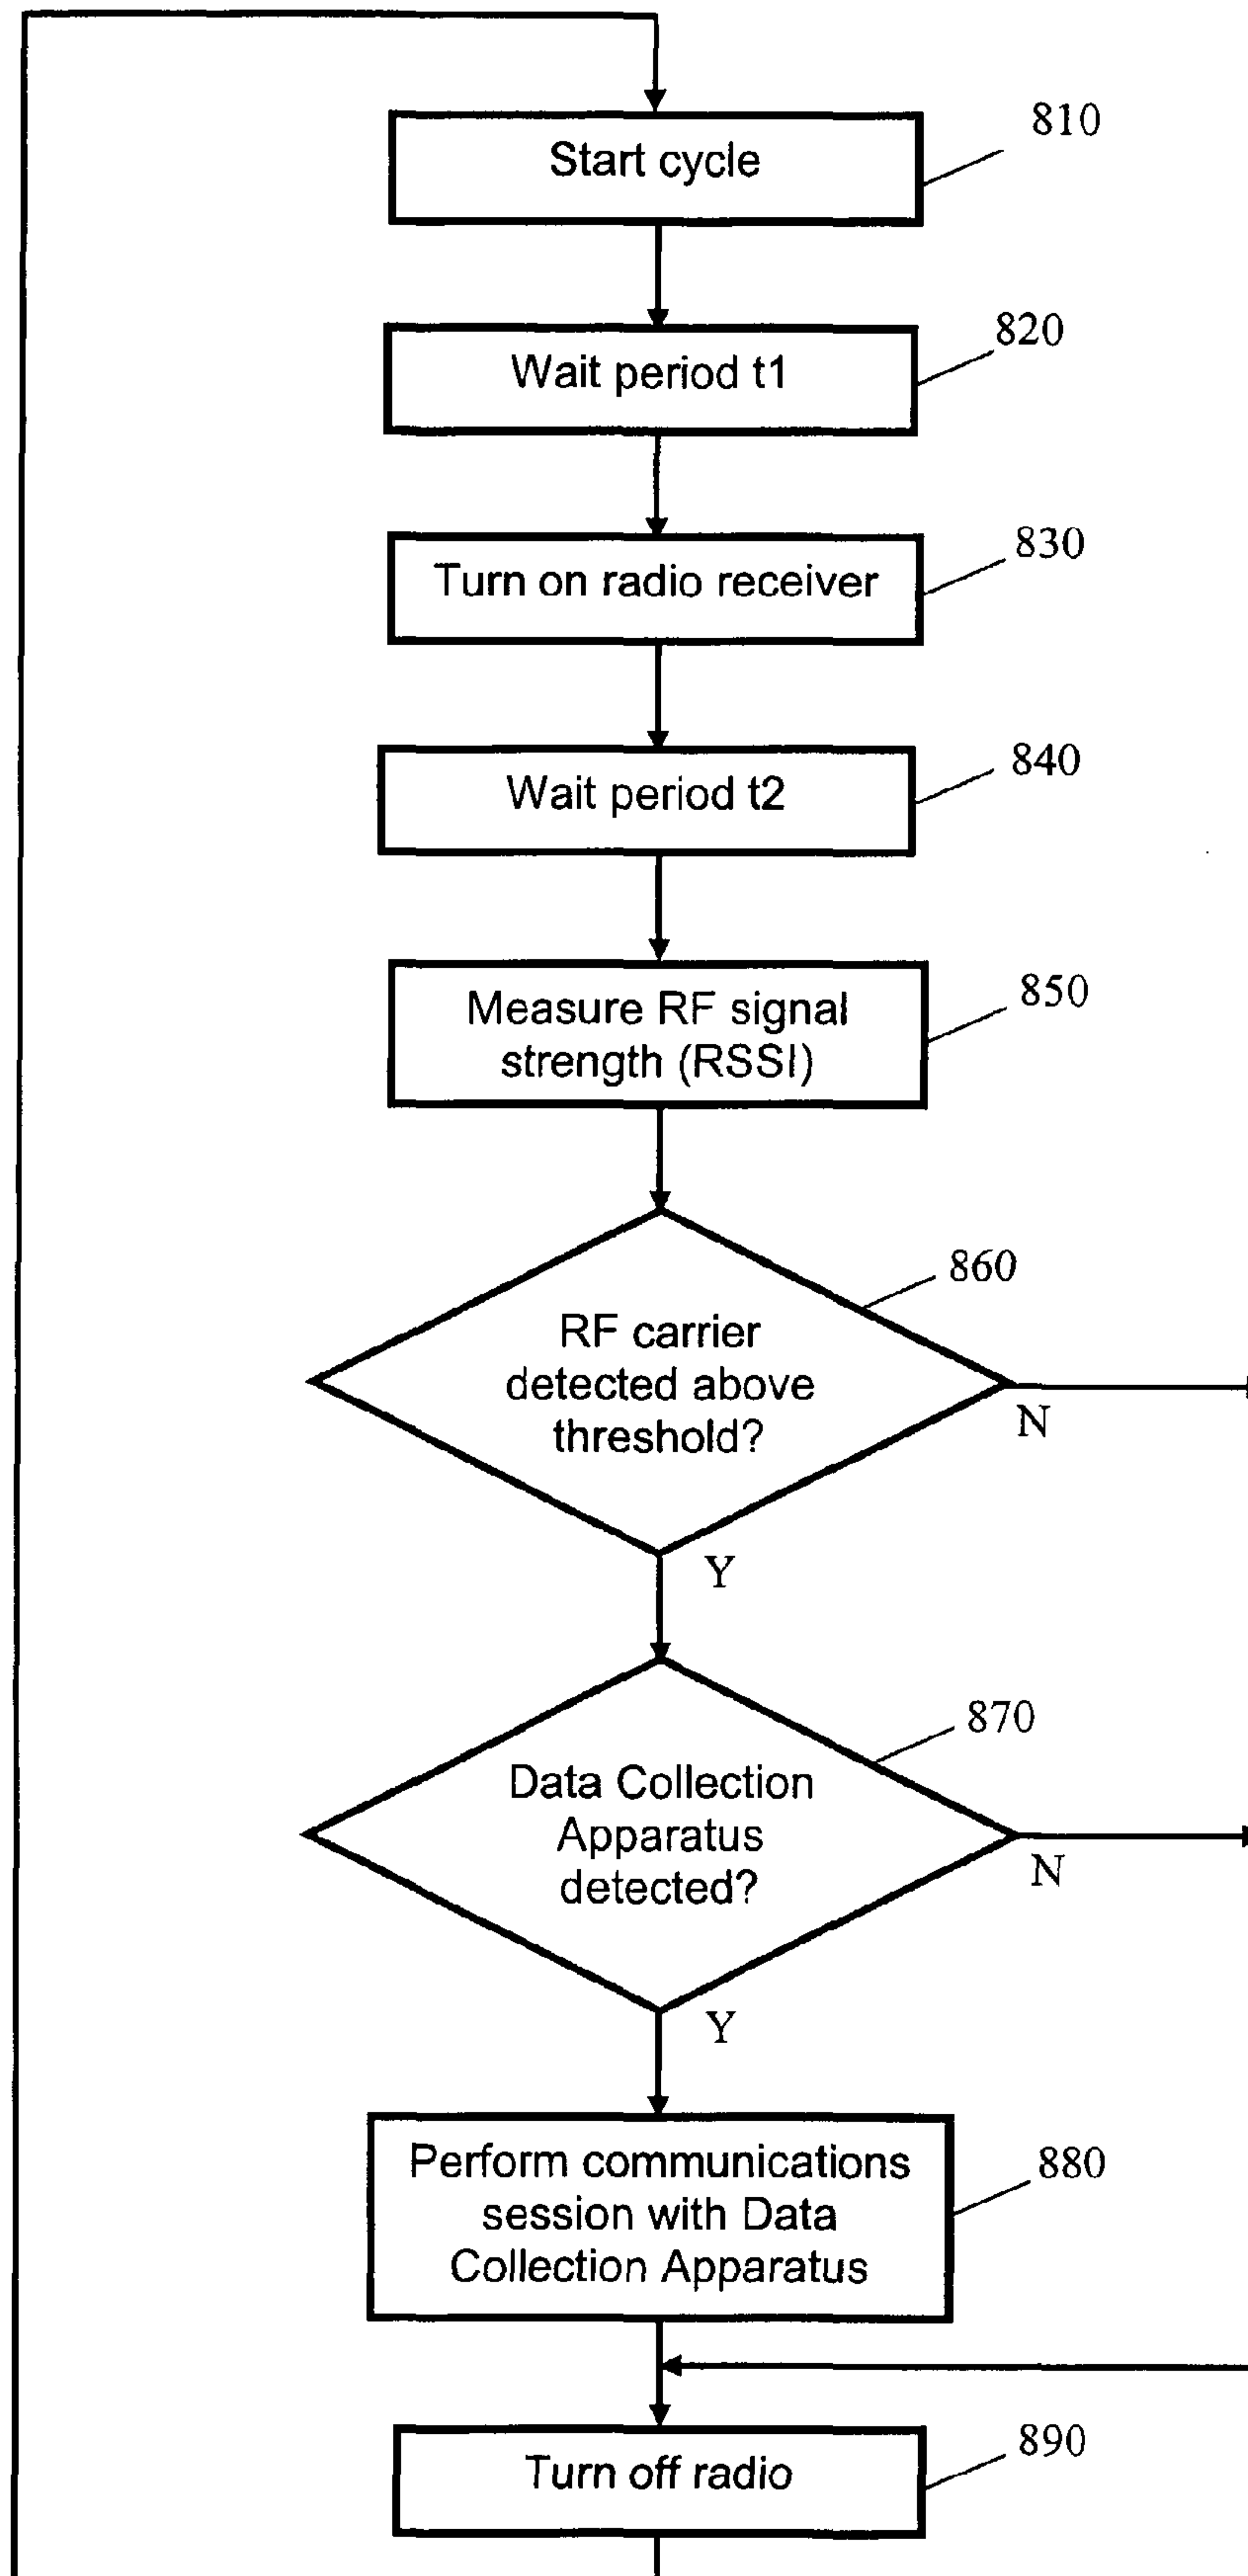 810
Start cycle
820
Wait period t1
830
Turn on radio receiver
840
Wait period t2
850
Measure RF signal
strength (RSSI)
860
RF carrier
detected above
threshold?
N
Y
870
Data Collection
Apparatus
detected?
N
Y
880
Perform communications
session with Data
Collection Apparatus
890
Turn off radio